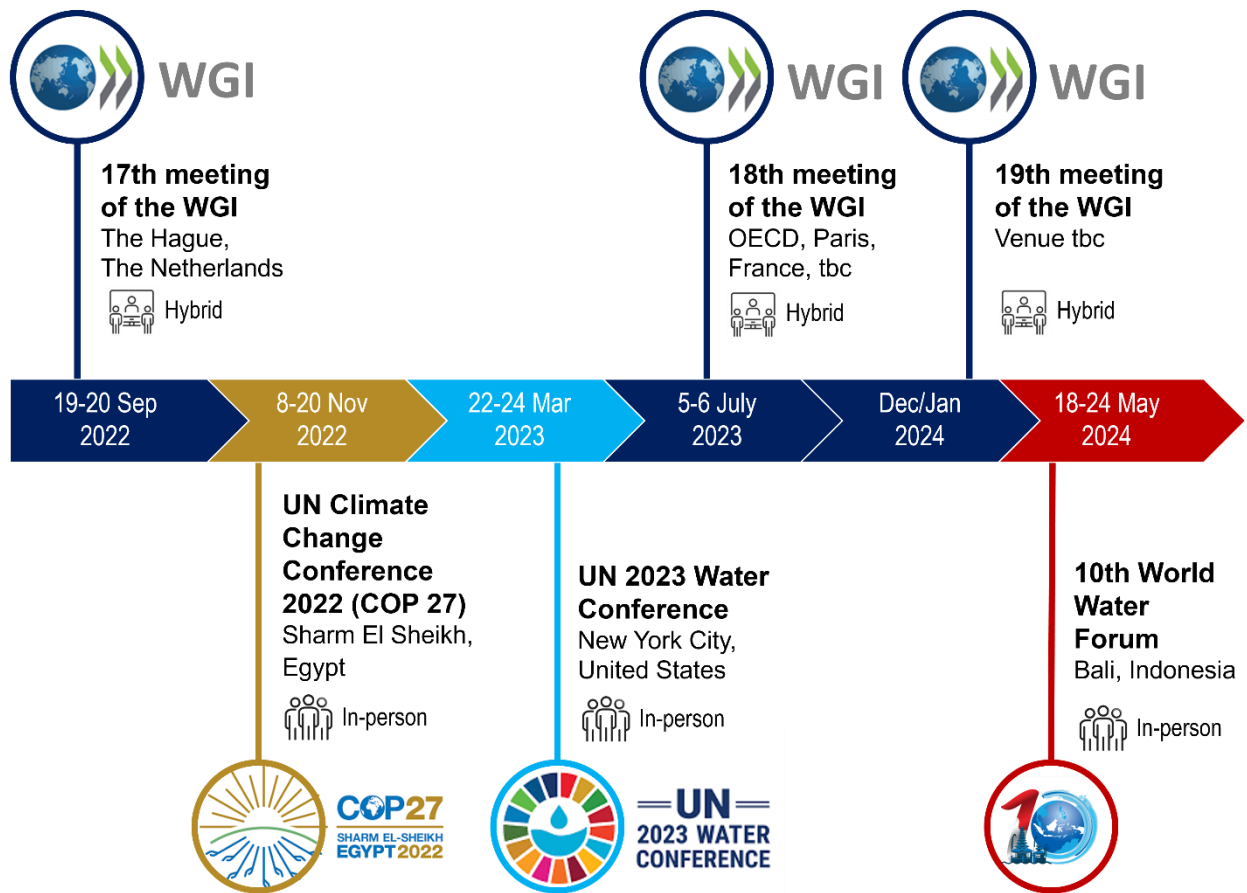 WGI
WGI
WGI
17th meeting
of the WGI
The Hague,
The Netherlands
Hybrid
18th meeting
of the WGI
OECD, Paris,
France, tbc
Hybrid
19th meeting
of the WGI
Venue tbc
Hybrid
19-20 Sep
2022
8-20 Nov
2022
22-24 Mar
2023
5-6 July
2023
Dec/Jan
2024
18-24 May
2024
UN Climate
Change
Conference
2022 (COP 27)
Sharm El Sheikh,
Egypt
In-person
UN 2023 Water
Conference
New York City,
United States
In-person
10th World
Water
Forum
Bali, Indonesia
In-person
COP27
SHARM EL-SHEIKH
EGYPT2022
UN
2023 WATER
CONFERENCE
10